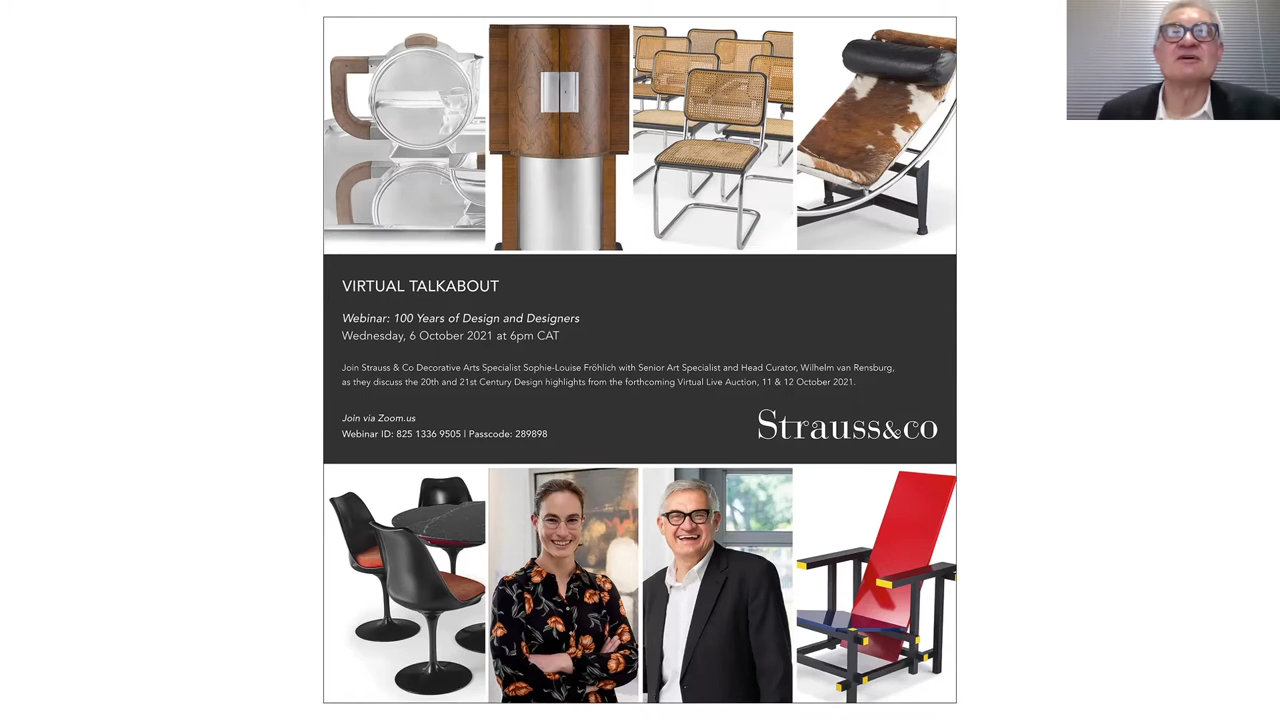 VIRTUAL TALKABOUT
Webinar: 100 Years of Design and Designers
Wednesday, 6 October 2021 at 6pm CAT
Join Strauss & Co Decorative Arts Specialist Sophie-Louise Fröhlich with Senior Art Specialist and Head Curator, Wilhelm van Rensburg,
as they discuss the 20th and 21st Century Design highlights from the forthcoming Virtual Live Auction, 11 & 12 October 2021.
Join via Zoom.us
Webinar ID: 825 1336 9505 | Passcode: 289898
Strauss&co